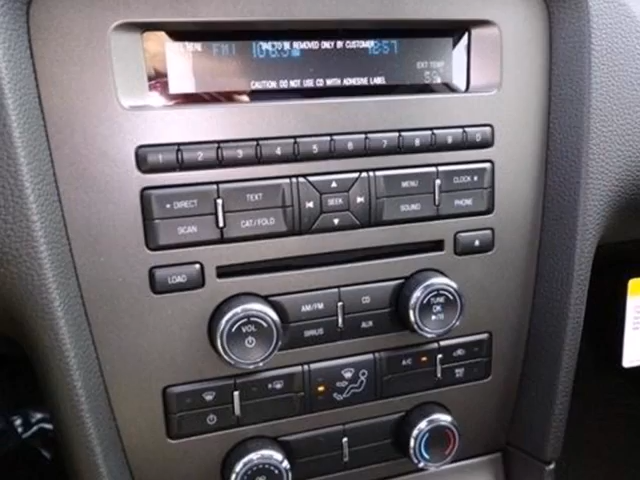 TO BE REMOVED ONLY BY CUSTOMER
FM1
EXT TEMP
CAUTION: DO NOT USE CD WITH ADHESIVE LABEL
1 2 3 4 5 6 7 8 9 0
DIRECT TEXT SEEK MENU CLOCK
SCAN CAT/FOLD SOUND PHONE
LOAD
VOL AM/FM CD TUNE
OK
SIRIUS AUX
A/C